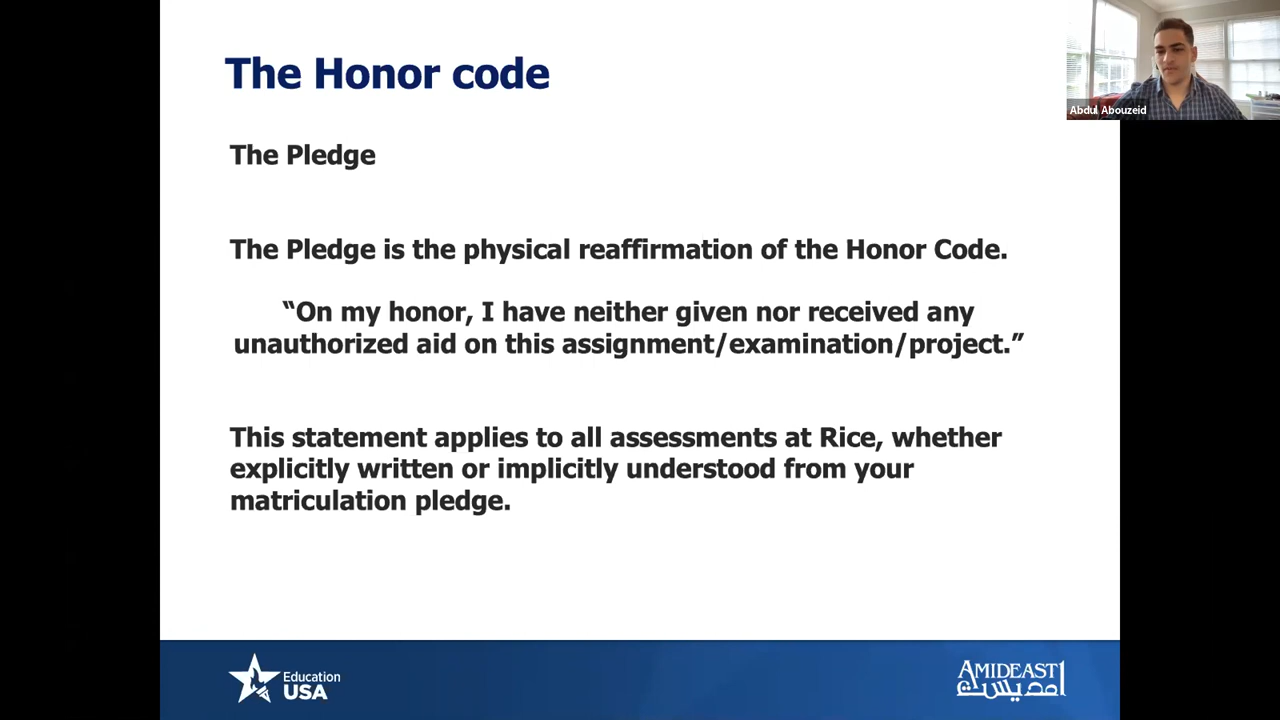 The Honor code
Abdul Abouzeid
The Pledge
The Pledge is the physical reaffirmation of the Honor Code.
“On my honor, I have neither given nor received any
unauthorized aid on this assignment/examination/project.”
This statement applies to all assessments at Rice, whether
explicitly written or implicitly understood from your
matriculation pledge.
Education
USA
AMIDEAST
امديست